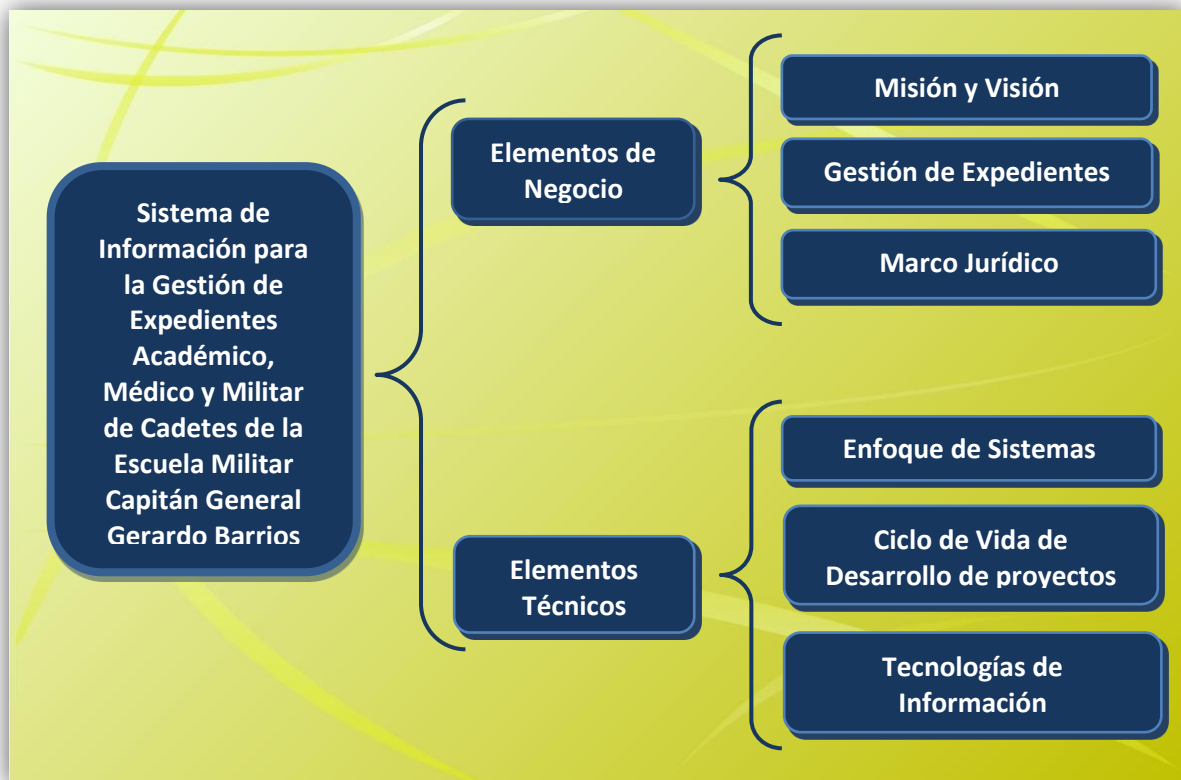 Sistema de
Información para
la Gestión de
Expedientes
Académico,
Médico y Militar
de Cadetes de la
Escuela Militar
Capitán General
Gerardo Barrios
Elementos de
Negocio
Misión y Visión
Gestión de Expedientes
Marco Jurídico
Elementos
Técnicos
Enfoque de Sistemas
Ciclo de Vida de
Desarrollo de proyectos
Tecnologías de
Información